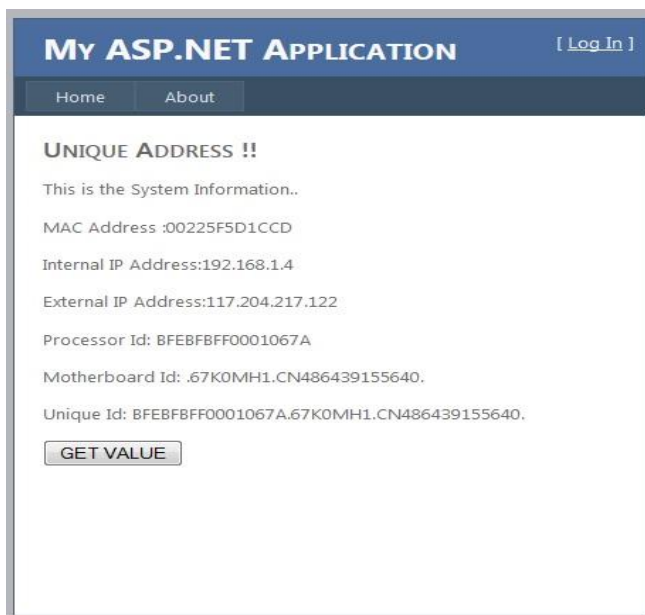 My ASP.NET Application
[ Log In ]
Home About
Unique Address !!
This is the System Information..
MAC Address :00225F5D1CCD
Internal IP Address:192.168.1.4
External IP Address:117.204.217.122
Processor Id: BFEBFBFF0001067A
Motherboard Id: .67K0MH1.CN486439155640.
Unique Id: BFEBFBFF0001067A.67K0MH1.CN486439155640.
GET VALUE